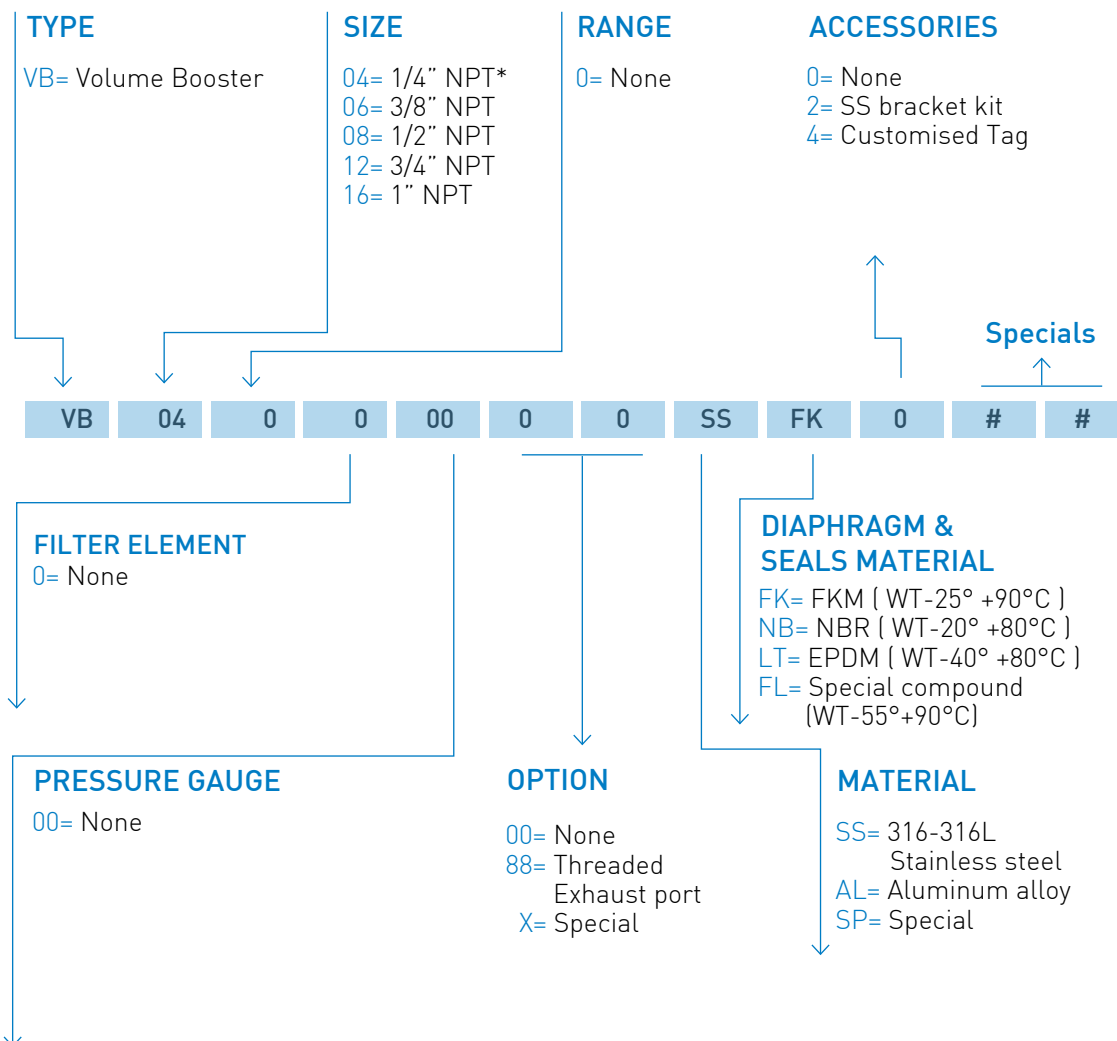 TYPE
VB= Volume Booster
SIZE
04= 1/4” NPT*
06= 3/8” NPT
08= 1/2” NPT
12= 3/4” NPT
16= 1” NPT
RANGE
0= None
ACCESSORIES
0= None
2= SS bracket kit
4= Customised Tag
Specials
VB 04 0 0 00 0 0 SS FK 0 # #
FILTER ELEMENT
0= None
DIAPHRAGM &
SEALS MATERIAL
FK= FKM ( WT-25° +90°C )
NB= NBR ( WT-20° +80°C )
LT= EPDM ( WT-40° +80°C )
FL= Special compound
(WT-55°+90°C)
PRESSURE GAUGE
00= None
OPTION
00= None
88= Threaded
Exhaust port
X= Special
MATERIAL
SS= 316-316L
Stainless steel
AL= Aluminum alloy
SP= Special